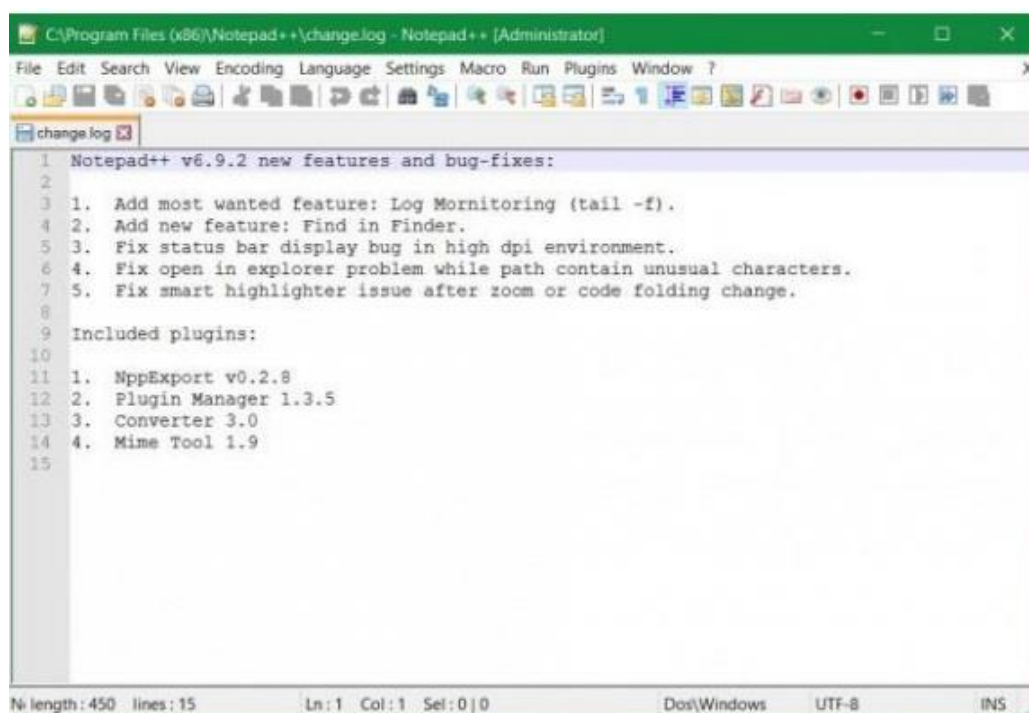 C:\Program Files (x86)\Notepad++\change.log - Notepad++ [Administrator]
File Edit Search View Encoding Language Settings Macro Run Plugins Window ?
change.log
1 Notepad++ v6.9.2 new features and bug-fixes:
2
3 1. Add most wanted feature: Log Mornitoring (tail -f).
4 2. Add new feature: Find in Finder.
5 3. Fix status bar display bug in high dpi environment.
6 4. Fix open in explorer problem while path contain unusual characters.
7 5. Fix smart highlighter issue after zoom or code folding change.
8
9 Included plugins:
10
11 1. NppExport v0.2.8
12 2. Plugin Manager 1.3.5
13 3. Converter 3.0
14 4. Mime Tool 1.9
15
length : 450 lines : 15 Ln : 1 Col : 1 Sel : 0 | 0 Dos\Windows UTF-8 INS